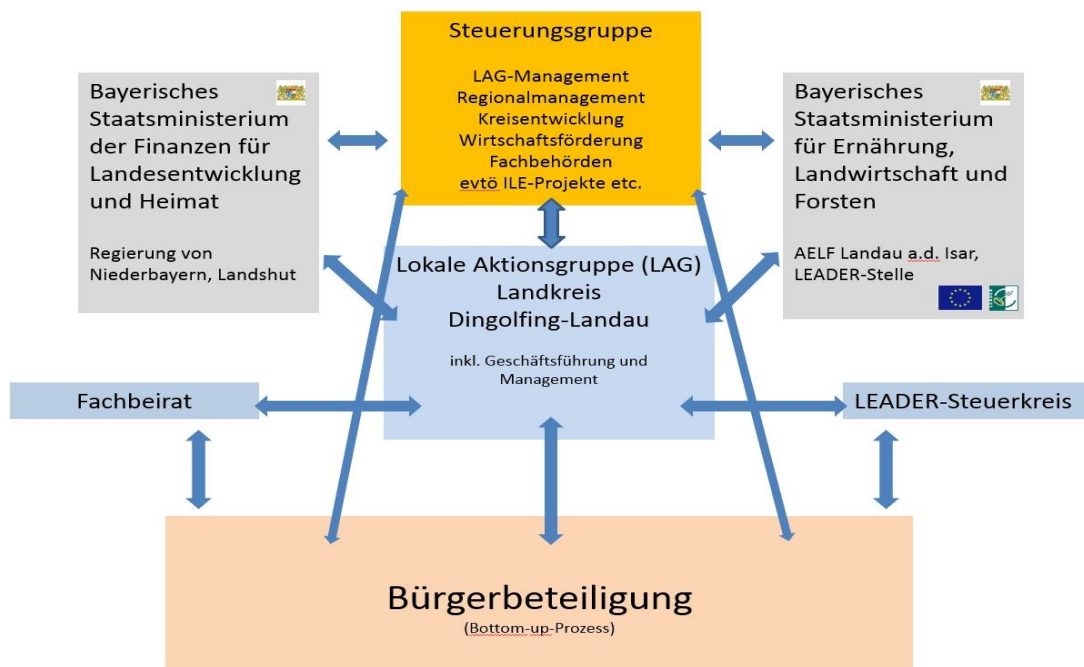 Steuerungsgruppe
LAG-Management
Regionalmanagement
Kreisentwicklung
Wirtschaftsförderung
Fachbehörden
evtö ILE-Projekte etc.
Bayerisches
Staatsministerium
der Finanzen für
Landesentwicklung
und Heimat
Regierung von
Niederbayern, Landshut
Bayerisches
Staatsministerium
für Ernährung,
Landwirtschaft und
Forsten
AELF Landau a.d. Isar,
LEADER-Stelle
Lokale Aktionsgruppe (LAG)
Landkreis
Dingolfing-Landau
inkl. Geschäftsführung und
Management
Fachbeirat
LEADER-Steuerkreis
Bürgerbeteiligung
(Bottom-up-Prozess)